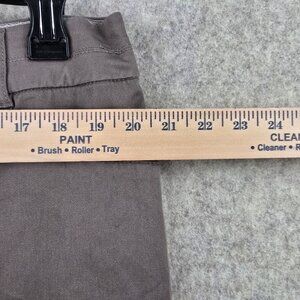 17 18 19 20 21 22 23 24
PAINT CLEA
• Brush • Roller • Tray • Cleaner • R